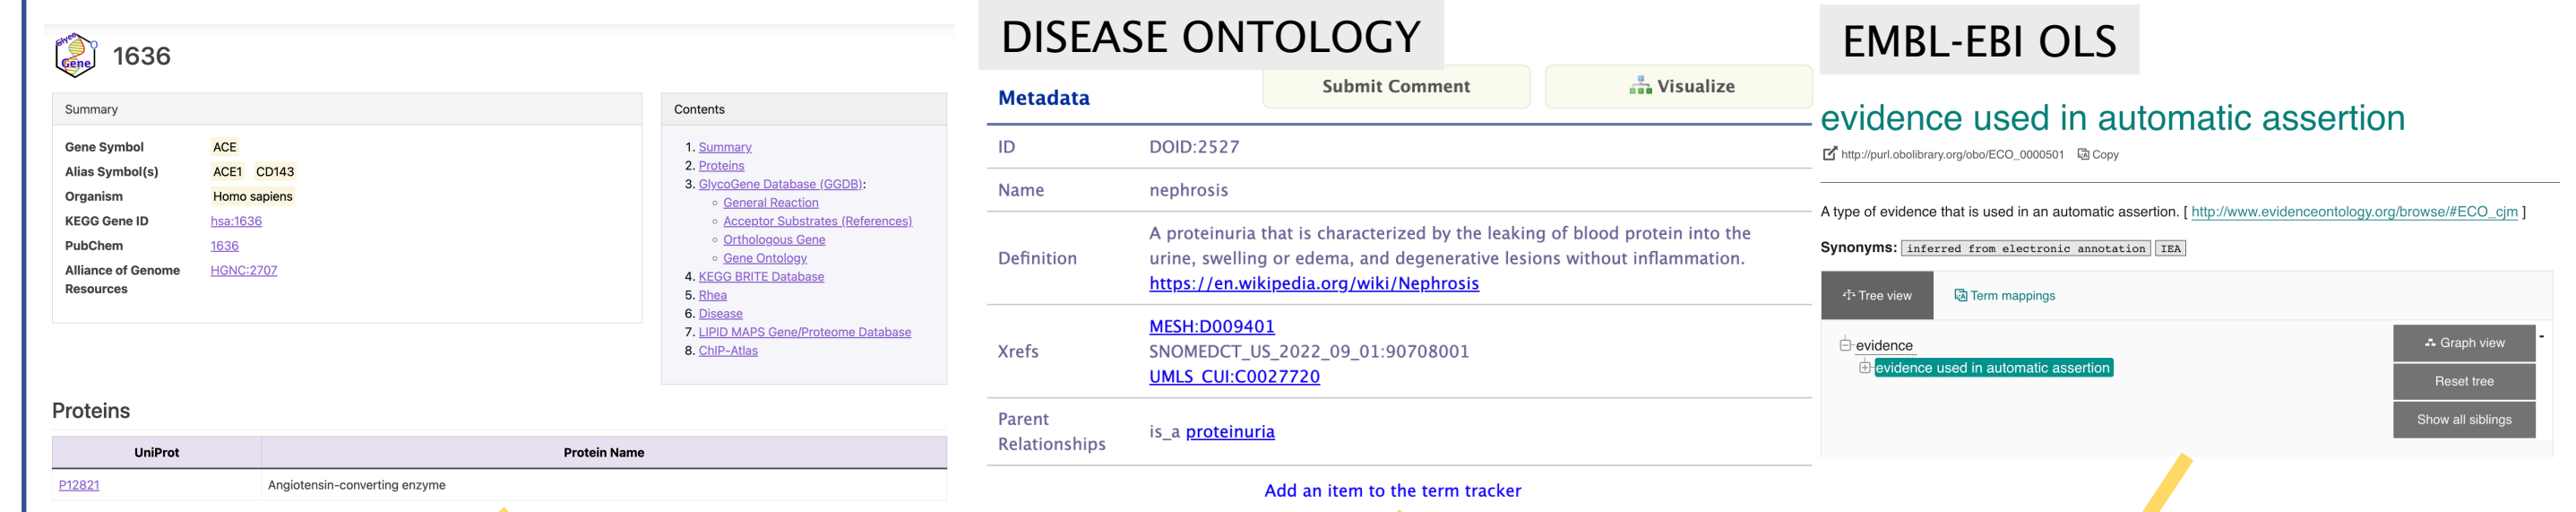 Glyco
Gene
1636
Summary
Gene Symbol ACE
Alias Symbol(s) ACE1 CD143
Organism Homo sapiens
KEGG Gene ID hsa:1636
PubChem 1636
Alliance of Genome Resources HGNC:2707
Contents
1. Summary
2. Proteins
3. GlycoGene Database (GGDB):
General Reaction
Acceptor Substrates (References)
Orthologous Gene
Gene Ontology
4. KEGG BRITE Database
5. Rhea
6. Disease
7. LIPID MAPS Gene/Proteome Database
8. ChIP-Atlas
Proteins
UniProt Protein Name
P12821 Angiotensin-converting enzyme
DISEASE ONTOLOGY
Metadata
Submit Comment
Visualize
ID DOID:2527
Name nephrosis
Definition
A proteinuria that is characterized by the leaking of blood protein into the
urine, swelling or edema, and degenerative lesions without inflammation.
https://en.wikipedia.org/wiki/Nephrosis
Xrefs
MESH:D009401
SNOMEDCT_US_2022_09_01:90708001
UMLS_CUI:C0027720
Parent
Relationships
is_a proteinuria
Add an item to the term tracker
EMBL-EBI OLS
evidence used in automatic assertion
http://purl.obolibrary.org/obo/ECO_0000501 Copy
A type of evidence that is used in an automatic assertion. [ http://www.evidenceontology.org/browse/#ECO_cjm ]
Synonyms: inferred from electronic annotation IEA
Tree view
Term mappings
evidence
evidence used in automatic assertion
Graph view
Reset tree
Show all siblings